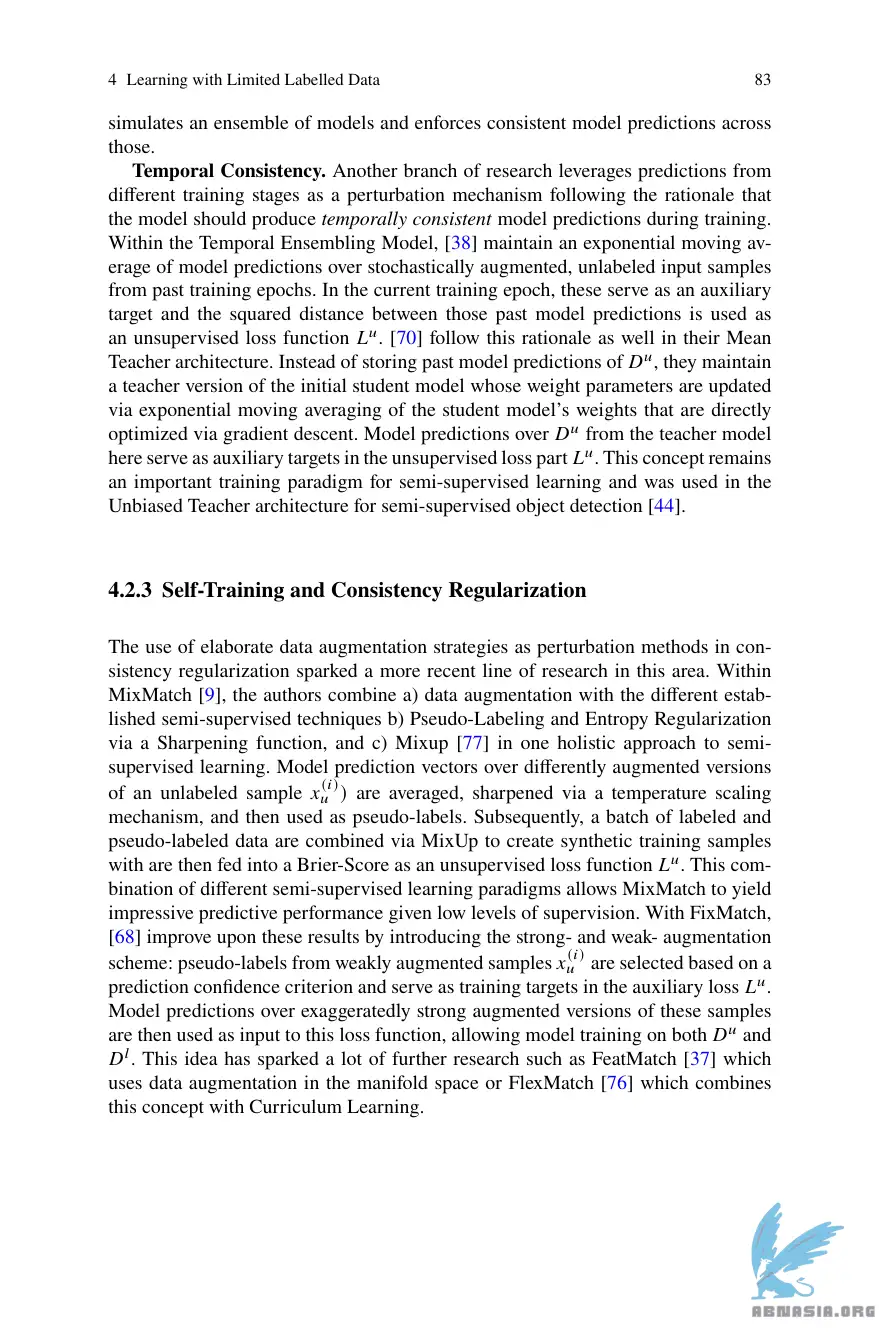 4 Learning with Limited Labelled Data 83
simulates an ensemble of models and enforces consistent model predictions across
those.
Temporal Consistency. Another branch of research leverages predictions from
different training stages as a perturbation mechanism following the rationale that
the model should produce temporally consistent model predictions during training.
Within the Temporal Ensembling Model, [38] maintain an exponential moving av-
erage of model predictions over stochastically augmented, unlabeled input samples
from past training epochs. In the current training epoch, these serve as an auxiliary
target and the squared distance between those past model predictions is used as
an unsupervised loss function L^u. [70] follow this rationale as well in their Mean
Teacher architecture. Instead of storing past model predictions of D^u, they maintain
a teacher version of the initial student model whose weight parameters are updated
via exponential moving averaging of the student model's weights that are directly
optimized via gradient descent. Model predictions over D^u from the teacher model
here serve as auxiliary targets in the unsupervised loss part L^u. This concept remains
an important training paradigm for semi-supervised learning and was used in the
Unbiased Teacher architecture for semi-supervised object detection [44].
4.2.3 Self-Training and Consistency Regularization
The use of elaborate data augmentation strategies as perturbation methods in con-
sistency regularization sparked a more recent line of research in this area. Within
MixMatch [9], the authors combine a) data augmentation with the different estab-
lished semi-supervised techniques b) Pseudo-Labeling and Entropy Regularization
via a Sharpening function, and c) Mixup [77] in one holistic approach to semi-
supervised learning. Model prediction vectors over differently augmented versions
of an unlabeled sample x_u^(i)) are averaged, sharpened via a temperature scaling
mechanism, and then used as pseudo-labels. Subsequently, a batch of labeled and
pseudo-labeled data are combined via MixUp to create synthetic training samples
with are then fed into a Brier-Score as an unsupervised loss function L^u. This com-
bination of different semi-supervised learning paradigms allows MixMatch to yield
impressive predictive performance given low levels of supervision. With FixMatch,
[68] improve upon these results by introducing the strong- and weak- augmentation
scheme: pseudo-labels from weakly augmented samples x_u^(i) are selected based on a
prediction confidence criterion and serve as training targets in the auxiliary loss L^u.
Model predictions over exaggeratedly strong augmented versions of these samples
are then used as input to this loss function, allowing model training on both D^u and
D^l. This idea has sparked a lot of further research such as FeatMatch [37] which
uses data augmentation in the manifold space or FlexMatch [76] which combines
this concept with Curriculum Learning.
ABNASIA.ORG